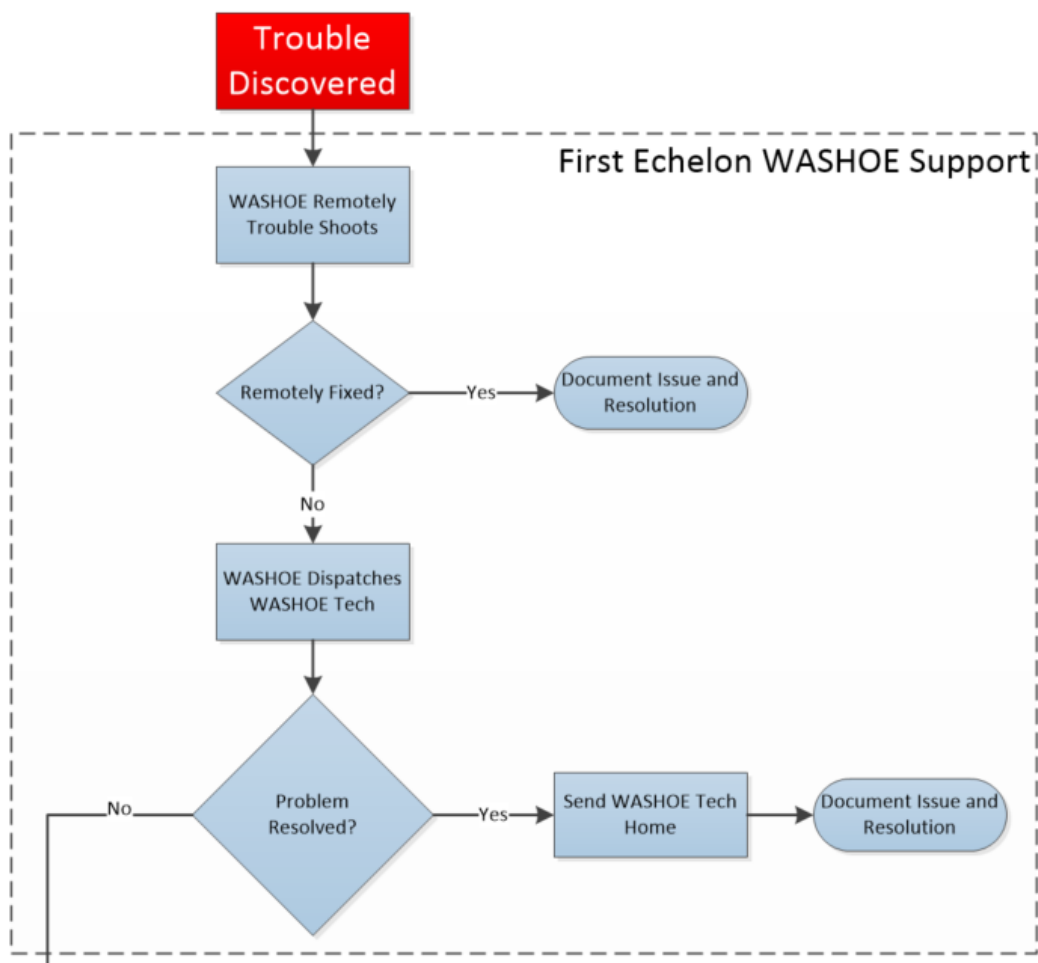 Trouble
Discovered
First Echelon WASHOE Support
WASHOE Remotely
Trouble Shoots
Remotely Fixed?
Yes
Document Issue and
Resolution
No
WASHOE Dispatches
WASHOE Tech
No
Problem
Resolved?
Yes
Send WASHOE Tech
Home
Document Issue and
Resolution